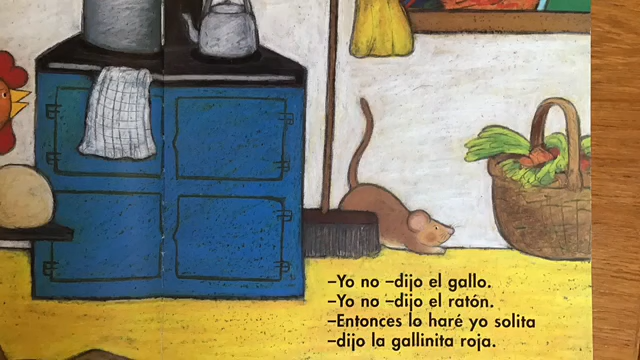 –Yo no –dijo el gallo.
–Yo no –dijo el ratón.
–Entonces lo haré yo solita
–dijo la gallinita roja.